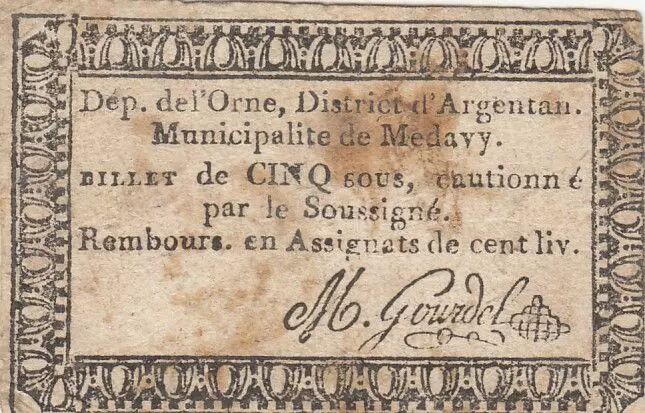 Dép. del'Orne, District d'Argentan.
Municipalite de Medavy.
BILLET de CINQ sous, cautionné
par le Soussigné.
Rembours. en Assignats de cent liv.
M. Gourdel